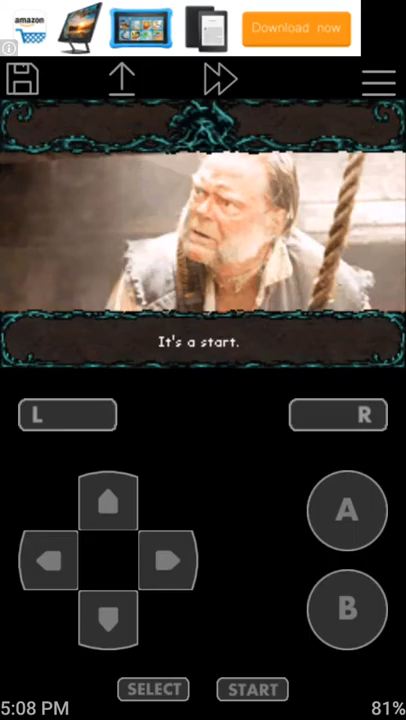 amazon
Download now
It's a start.
L
R
A
B
SELECT
START
5:08 PM
81%